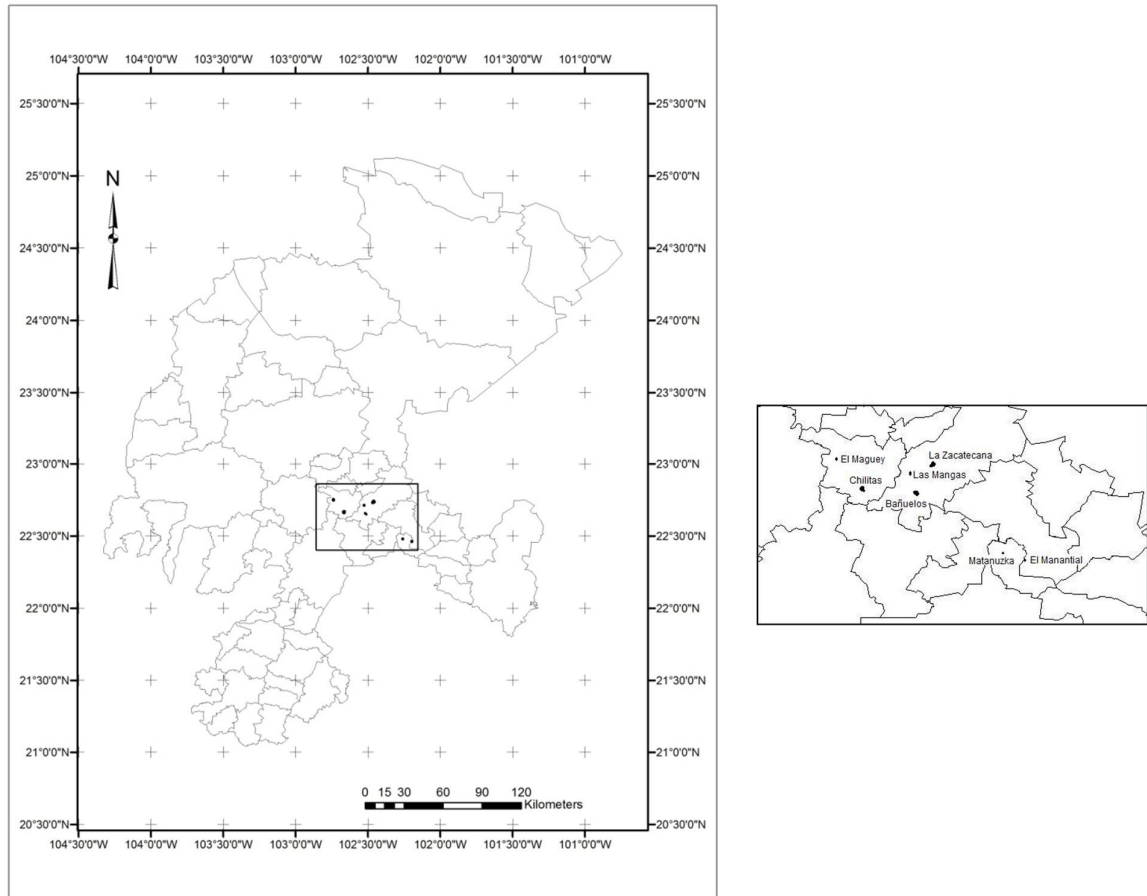 104°30'0"W 104°0'0"W 103°30'0"W 103°0'0"W 102°30'0"W 102°0'0"W 101°30'0"W 101°0'0"W
25°30'0"N 25°30'0"N
25°0'0"N 25°0'0"N
N
24°30'0"N 24°30'0"N
24°0'0"N 24°0'0"N
23°30'0"N 23°30'0"N
23°0'0"N 23°0'0"N
22°30'0"N 22°30'0"N
22°0'0"N 22°0'0"N
21°30'0"N 21°30'0"N
21°0'0"N 21°0'0"N
0 15 30 60 90 120
Kilometers
20°30'0"N 20°30'0"N
104°30'0"W 104°0'0"W 103°30'0"W 103°0'0"W 102°30'0"W 102°0'0"W 101°30'0"W 101°0'0"W
La Zacatecana
El Maguey
Las Mangas
Chilitas
Bañuelos
Matanuzka
El Manantial